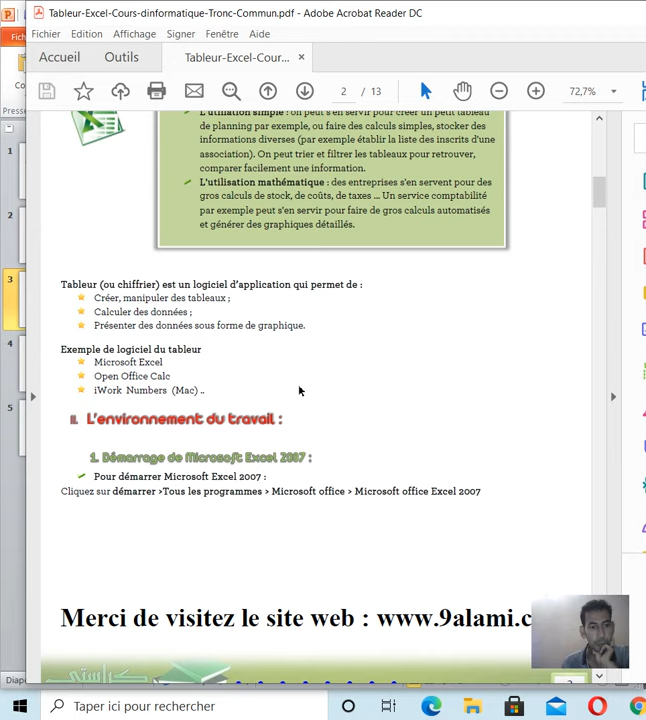 Tableur-Excel-Cours-dinformatique-Tronc-Commun.pdf - Adobe Acrobat Reader DC
Fichier Edition Affichage Signer Fenêtre Aide
Accueil Outils Tableur-Excel-Cour... ×
2 / 13 72,7%
L'utilisation simple : on peut s'en servir pour créer un petit tableau
de planning par exemple, ou faire des calculs simples, stocker des
informations diverses (par exemple établir la liste des inscrits d'une
association). On peut trier et filtrer les tableaux pour retrouver,
comparer facilement une information.
L'utilisation mathématique : des entreprises s'en servent pour des
gros calculs de stock, de coûts, de taxes ... Un service comptabilité
par exemple peut s'en servir pour faire de gros calculs automatisés
et générer des graphiques détaillés.
Tableur (ou chiffrier) est un logiciel d'application qui permet de :
Créer, manipuler des tableaux ;
Calculer des données ;
Présenter des données sous forme de graphique.
Exemple de logiciel du tableur
Microsoft Excel
Open Office Calc
iWork Numbers (Mac) ..
II. L'environnement du travail :
1. Démarrage de Microsoft Excel 2007 :
Pour démarrer Microsoft Excel 2007 :
Cliquez sur démarrer >Tous les programmes > Microsoft office > Microsoft office Excel 2007
Merci de visitez le site web : www.9alami.c
كراستي
1
2
3
4
5
Diap
Taper ici pour rechercher